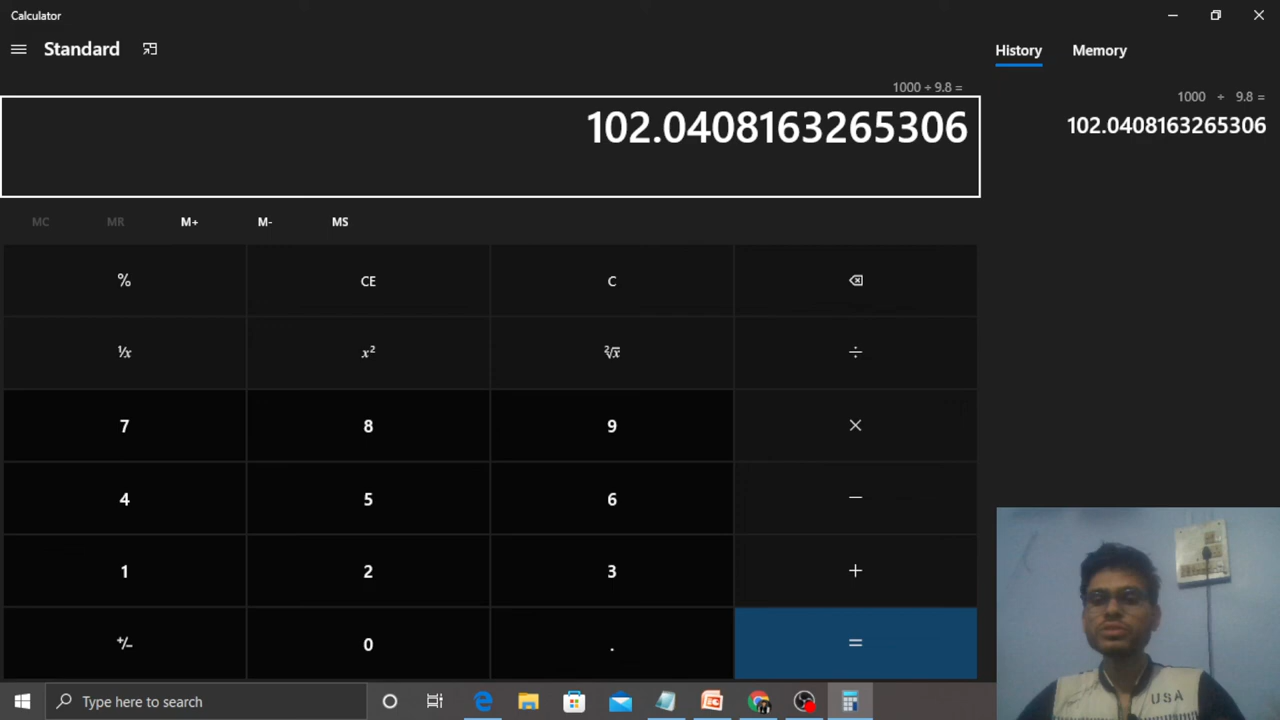 Calculator
Standard
History Memory
1000 ÷ 9.8 =
102.0408163265306
1000 ÷ 9.8 =
102.0408163265306
MC MR M+ M- MS
% CE C
¹/x x² ²√x ÷
7 8 9 ×
4 5 6 −
1 2 3 +
+/− 0 . =
USA
Type here to search